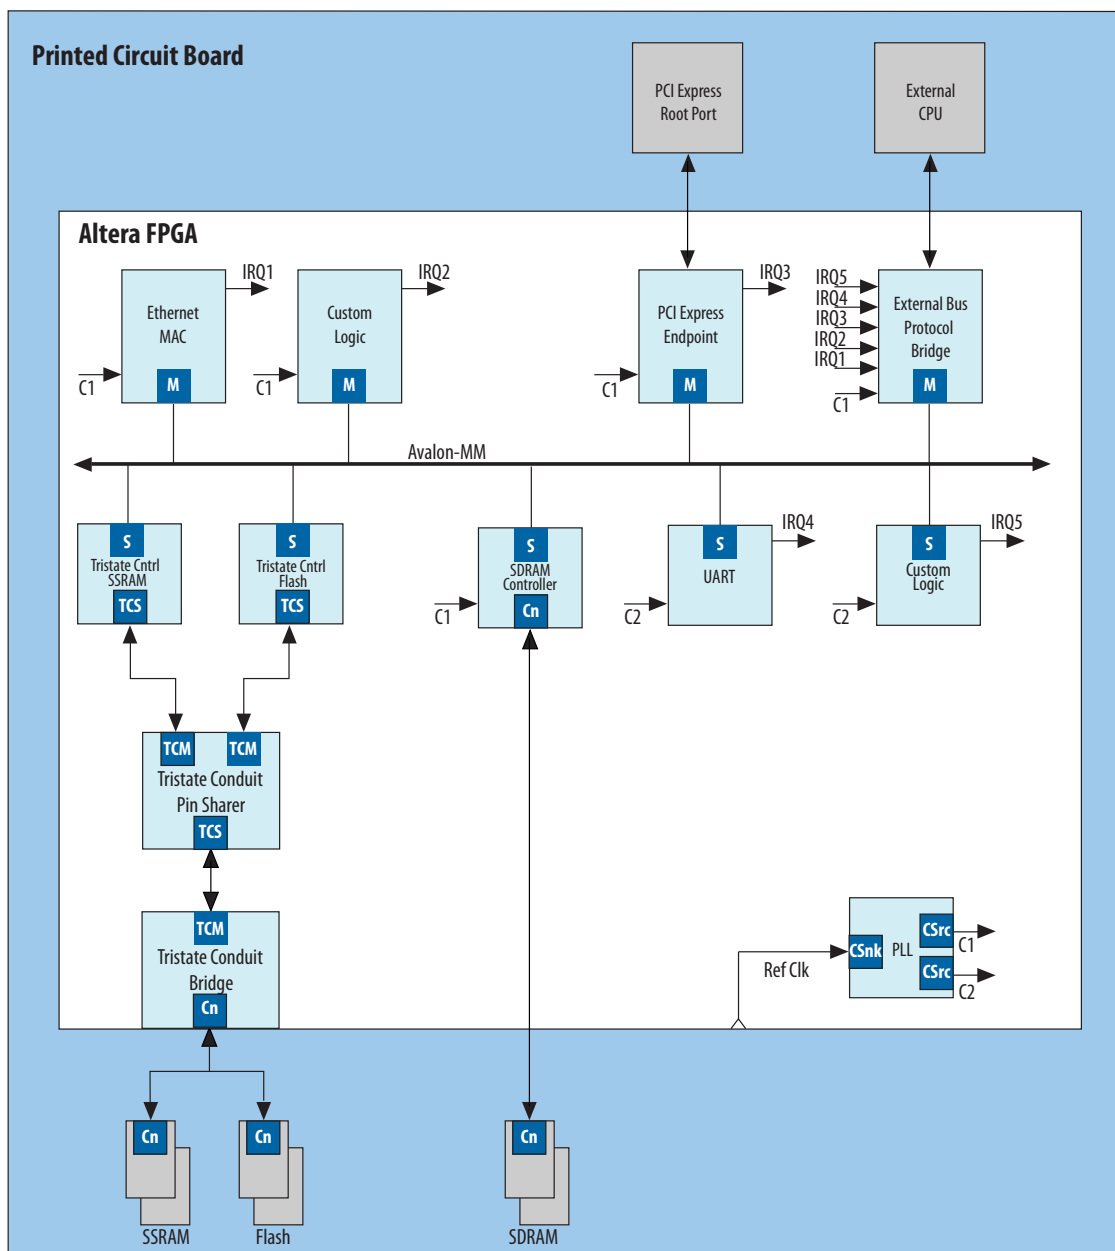 Printed Circuit Board
PCI Express
Root Port
External
CPU
Altera FPGA
Ethernet
MAC
IRQ1
C1
M
Custom
Logic
IRQ2
C1
M
PCI Express
Endpoint
IRQ3
C1
M
IRQ5
IRQ4
IRQ3
IRQ2
IRQ1
C1
External Bus
Protocol
Bridge
M
Avalon-MM
S
Tristate Cntrl
SSRAM
TCS
S
Tristate Cntrl
Flash
TCS
S
SDRAM
Controller
Cn
C1
S
UART
IRQ4
C2
S
Custom
Logic
IRQ5
C2
TCM
TCM
Tristate Conduit
Pin Sharer
TCS
TCM
Tristate Conduit
Bridge
Cn
Ref Clk
CSnk
PLL
CSrc
C1
CSrc
C2
Cn
SSRAM
Cn
Flash
Cn
SDRAM